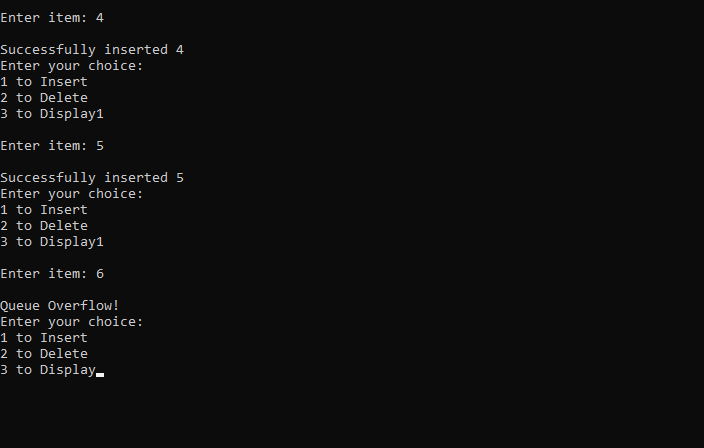 Enter item: 4
Successfully inserted 4
Enter your choice:
1 to Insert
2 to Delete
3 to Display1
Enter item: 5
Successfully inserted 5
Enter your choice:
1 to Insert
2 to Delete
3 to Display1
Enter item: 6
Queue Overflow!
Enter your choice:
1 to Insert
2 to Delete
3 to Display